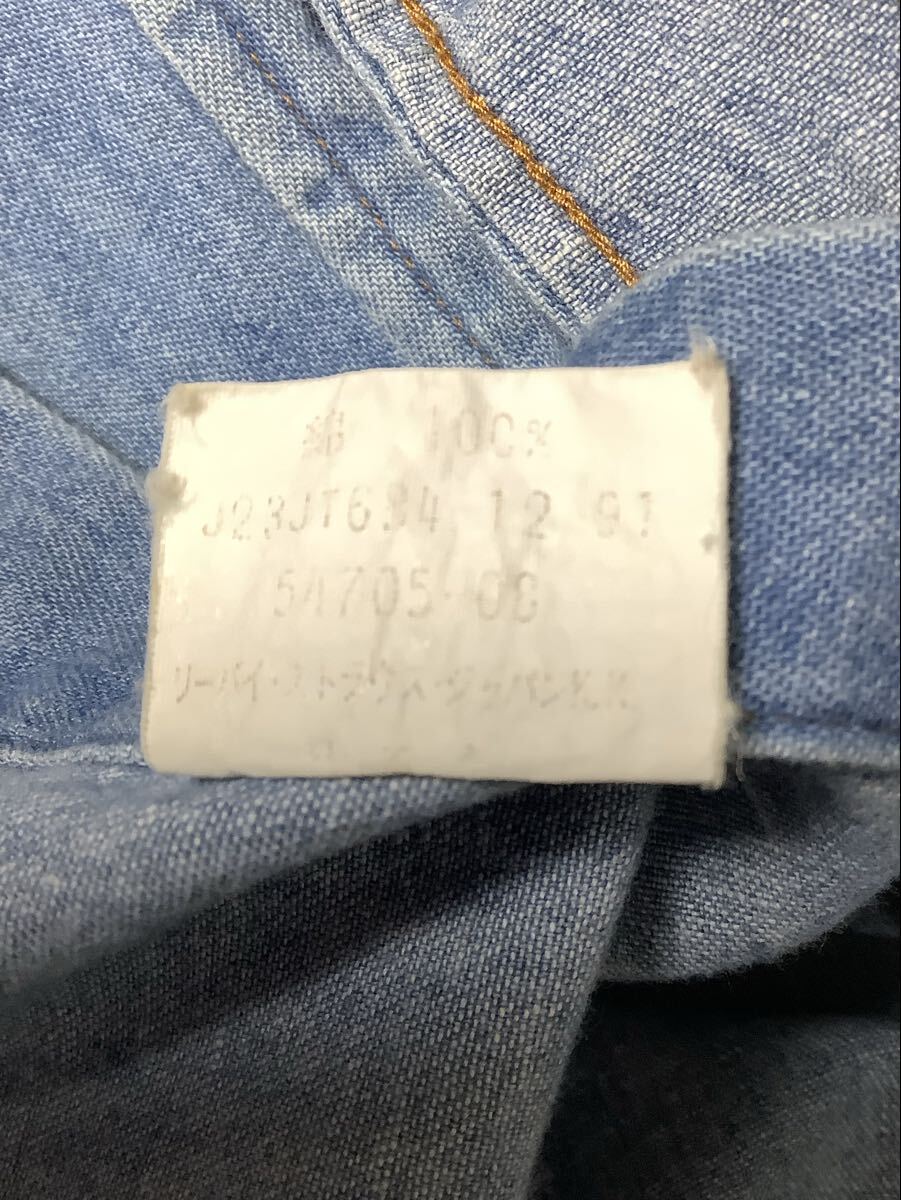 綿 100%
J23JT634 12 91
54705-08
リーバイ・ストラウス・ジャパンK.K.